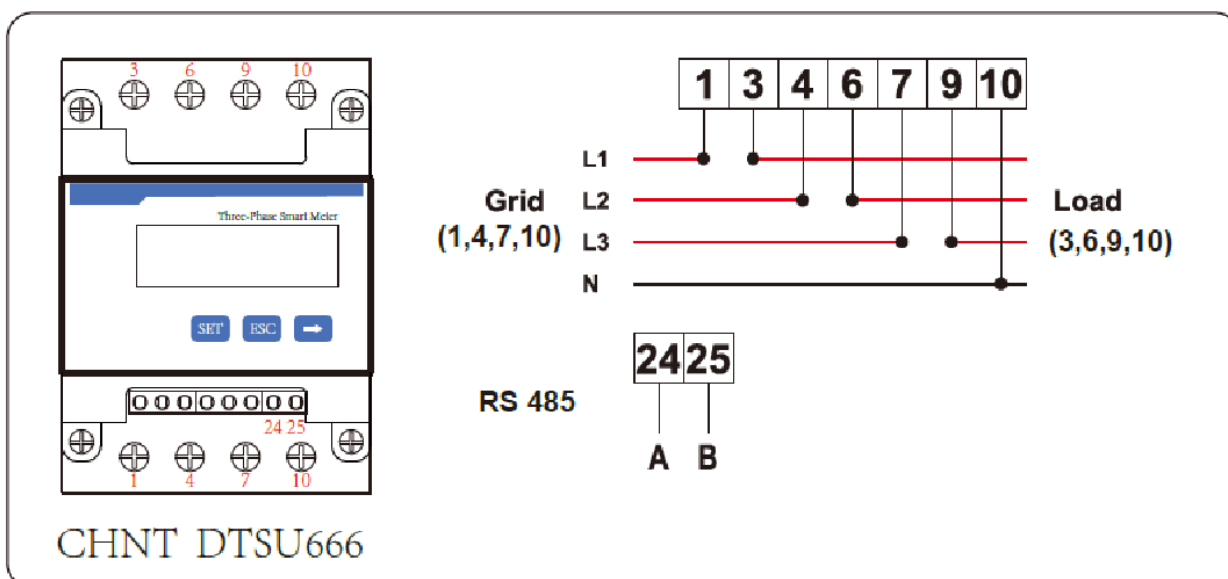 3 6 9 10
Three-Phase Smart Meter
SET ESC
24 25
1 4 7 10
CHNT DTSU666
1 3 4 6 7 9 10
L1
Grid L2 Load
(1,4,7,10) L3 (3,6,9,10)
N
24 25
RS 485
A B